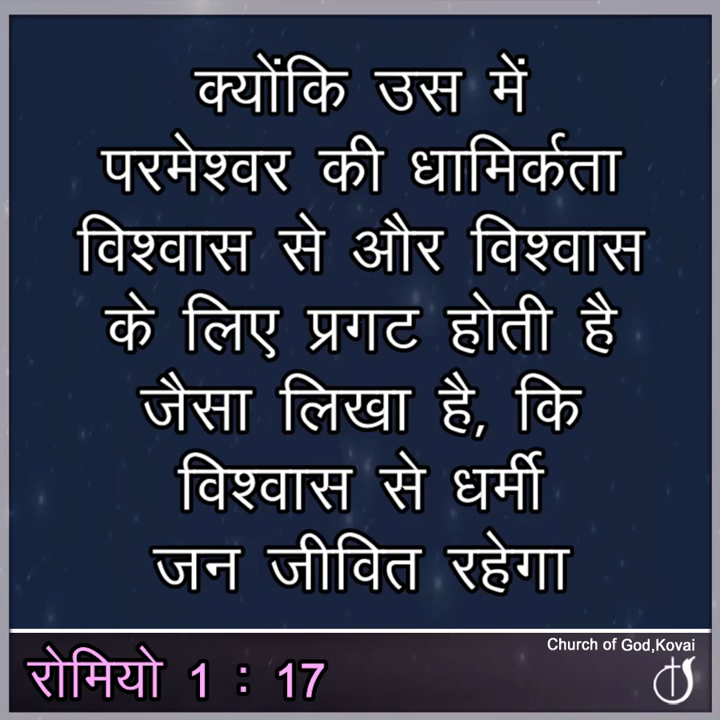 क्योंकि उस में
परमेश्वर की धामिर्कता
विश्वास से और विश्वास
के लिए प्रगट होती है
जैसा लिखा है, कि
विश्वास से धर्मी
जन जीवित रहेगा
Church of God,Kovai
रोमियो 1 : 17